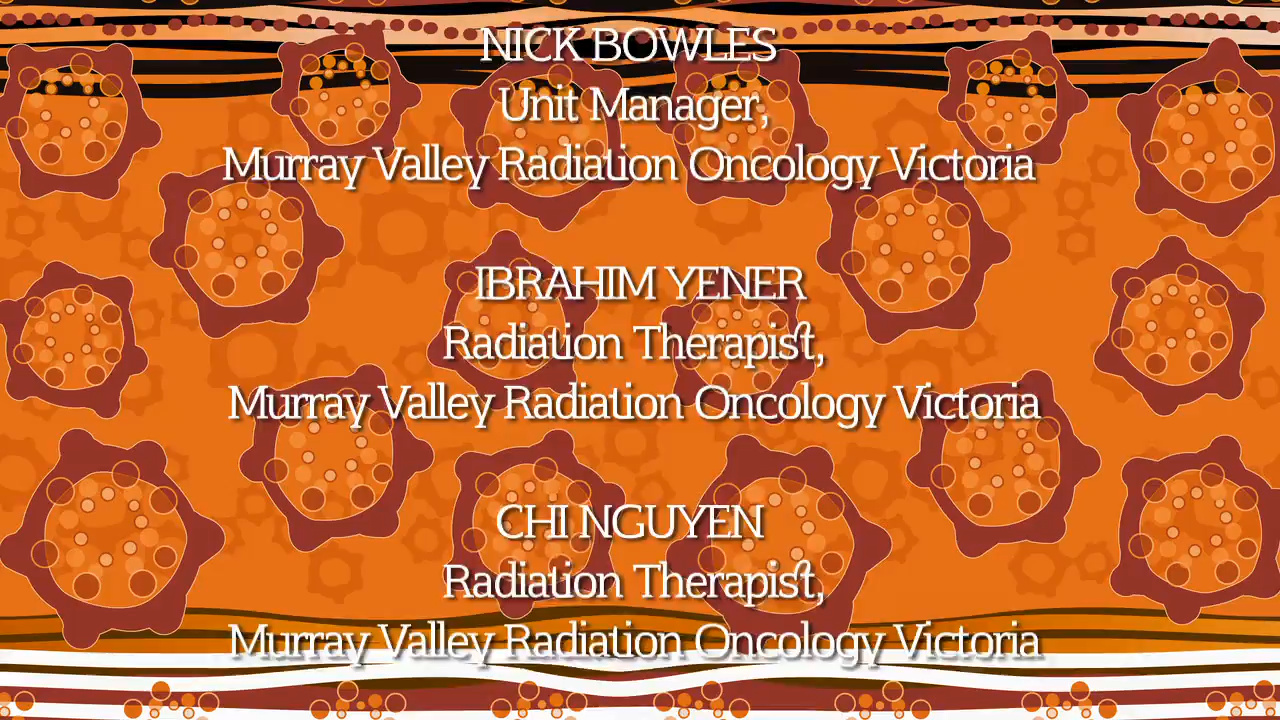 NICK BOWLES
Unit Manager,
Murray Valley Radiation Oncology Victoria
IBRAHIM YENER
Radiation Therapist,
Murray Valley Radiation Oncology Victoria
CHI NGUYEN
Radiation Therapist,
Murray Valley Radiation Oncology Victoria